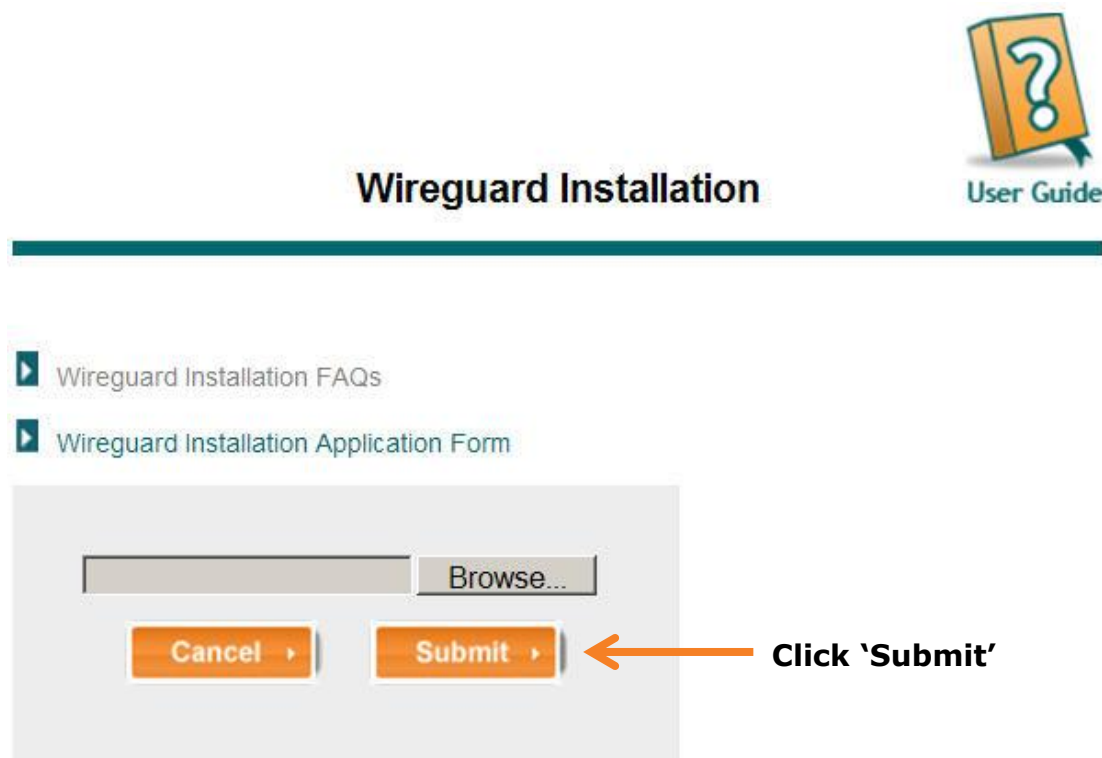 User Guide
Wireguard Installation
Wireguard Installation FAQs
Wireguard Installation Application Form
Browse...
Cancel
Submit
Click ‘Submit’